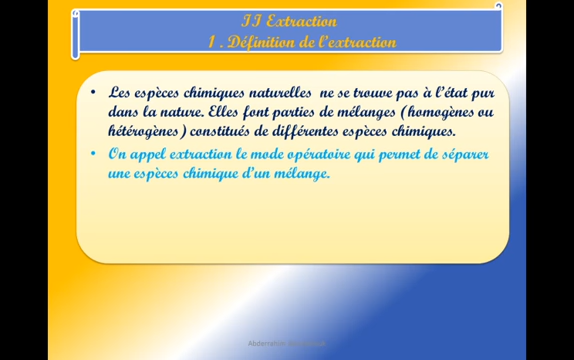 II Extraction
1 . Définition de l'extraction
• Les espèces chimiques naturelles ne se trouve pas à l'état pur
dans la nature. Elles font parties de mélanges (homogènes ou
hétérogènes) constitués de différentes espèces chimiques.
• On appel extraction le mode opératoire qui permet de séparer
une espèces chimique d'un mélange.